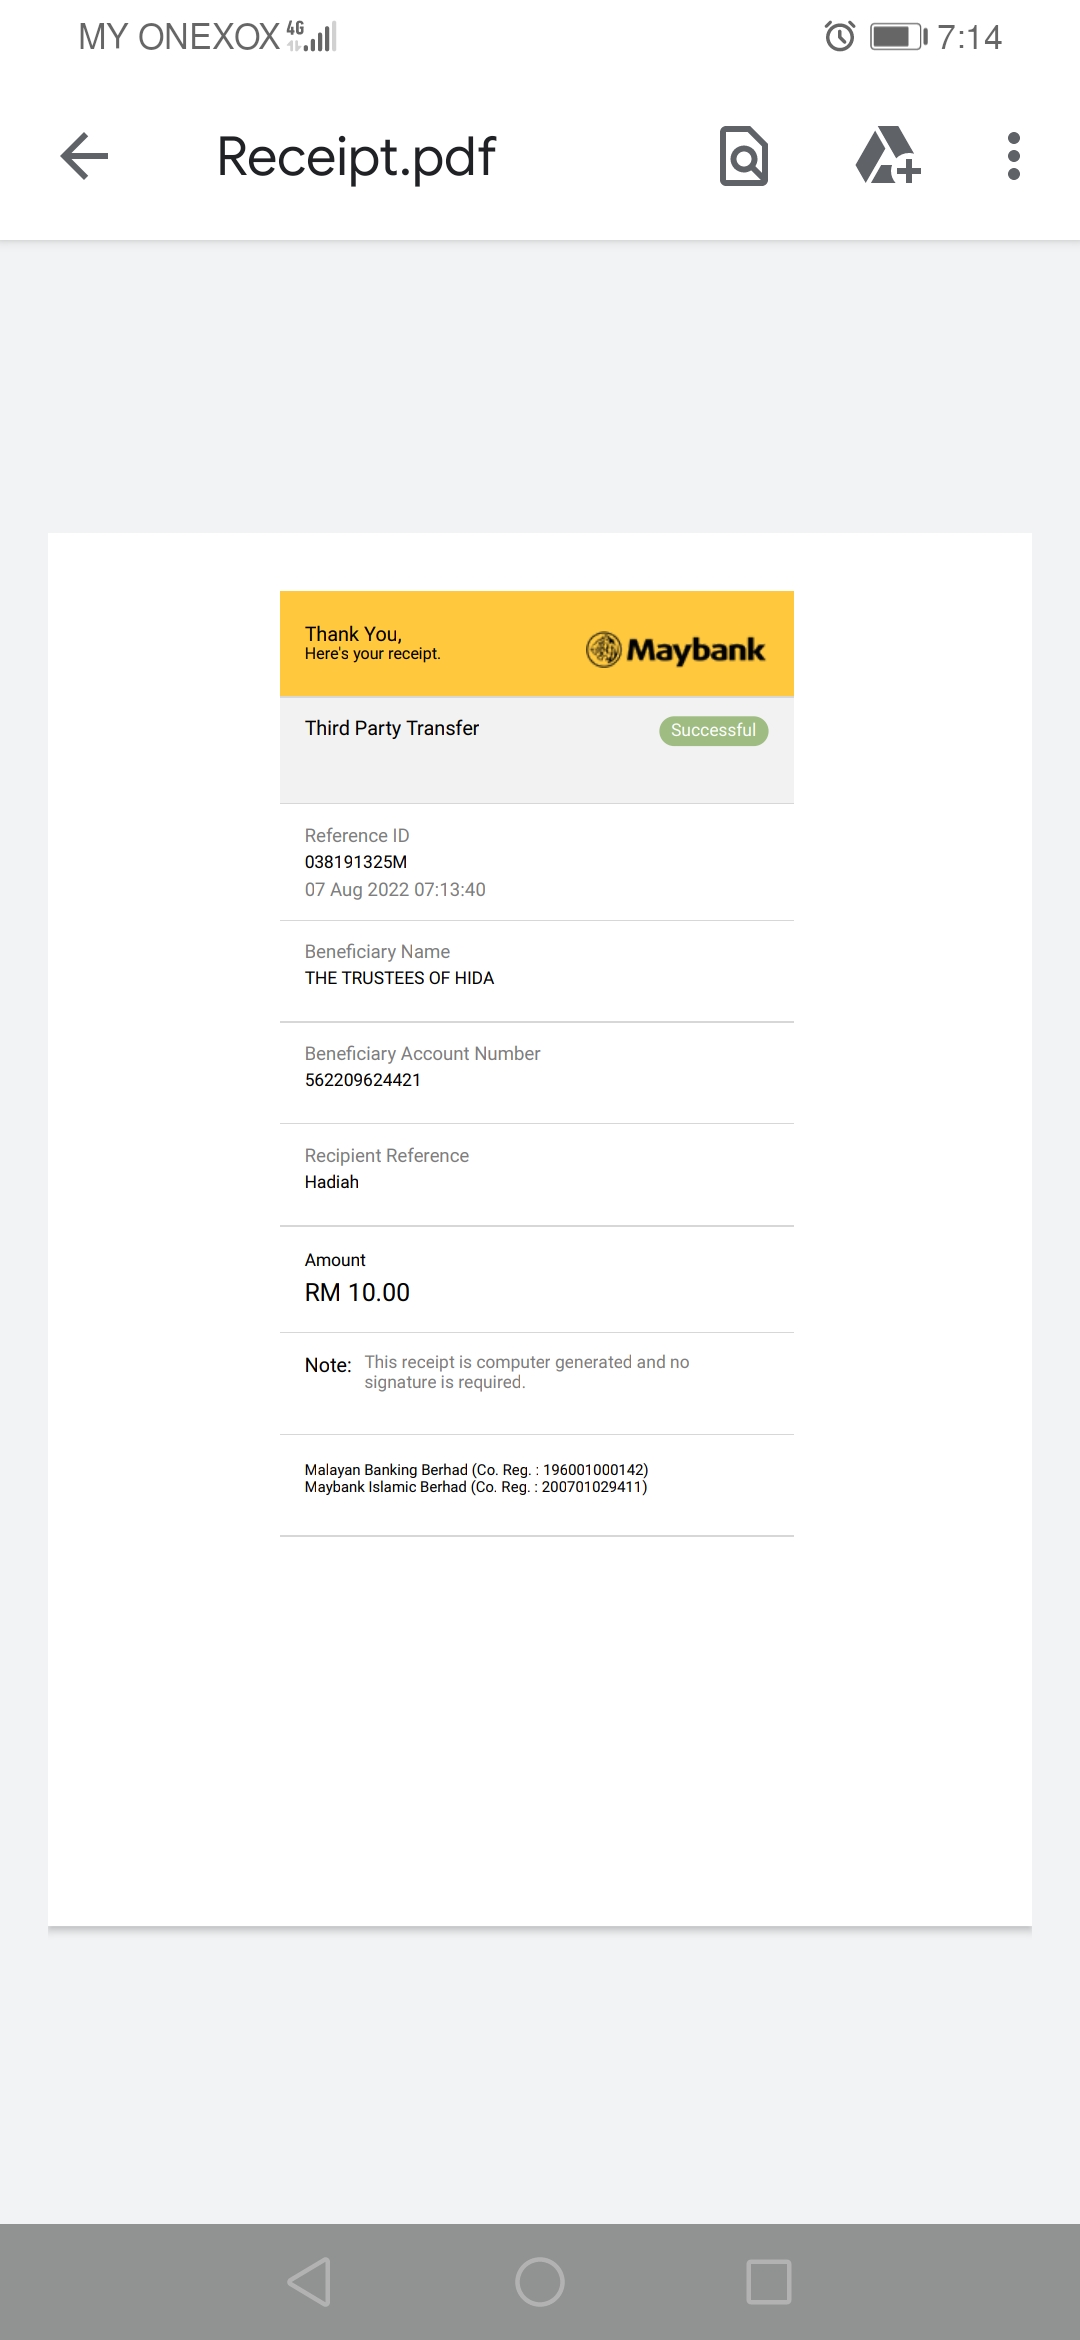 MY ONEXOX 4G 7:14
Receipt.pdf
Thank You,
Here's your receipt.
Maybank
Third Party Transfer
Successful
Reference ID
038191325M
07 Aug 2022 07:13:40
Beneficiary Name
THE TRUSTEES OF HIDA
Beneficiary Account Number
562209624421
Recipient Reference
Hadiah
Amount
RM 10.00
Note: This receipt is computer generated and no
signature is required.
Malayan Banking Berhad (Co. Reg. : 196001000142)
Maybank Islamic Berhad (Co. Reg. : 200701029411)